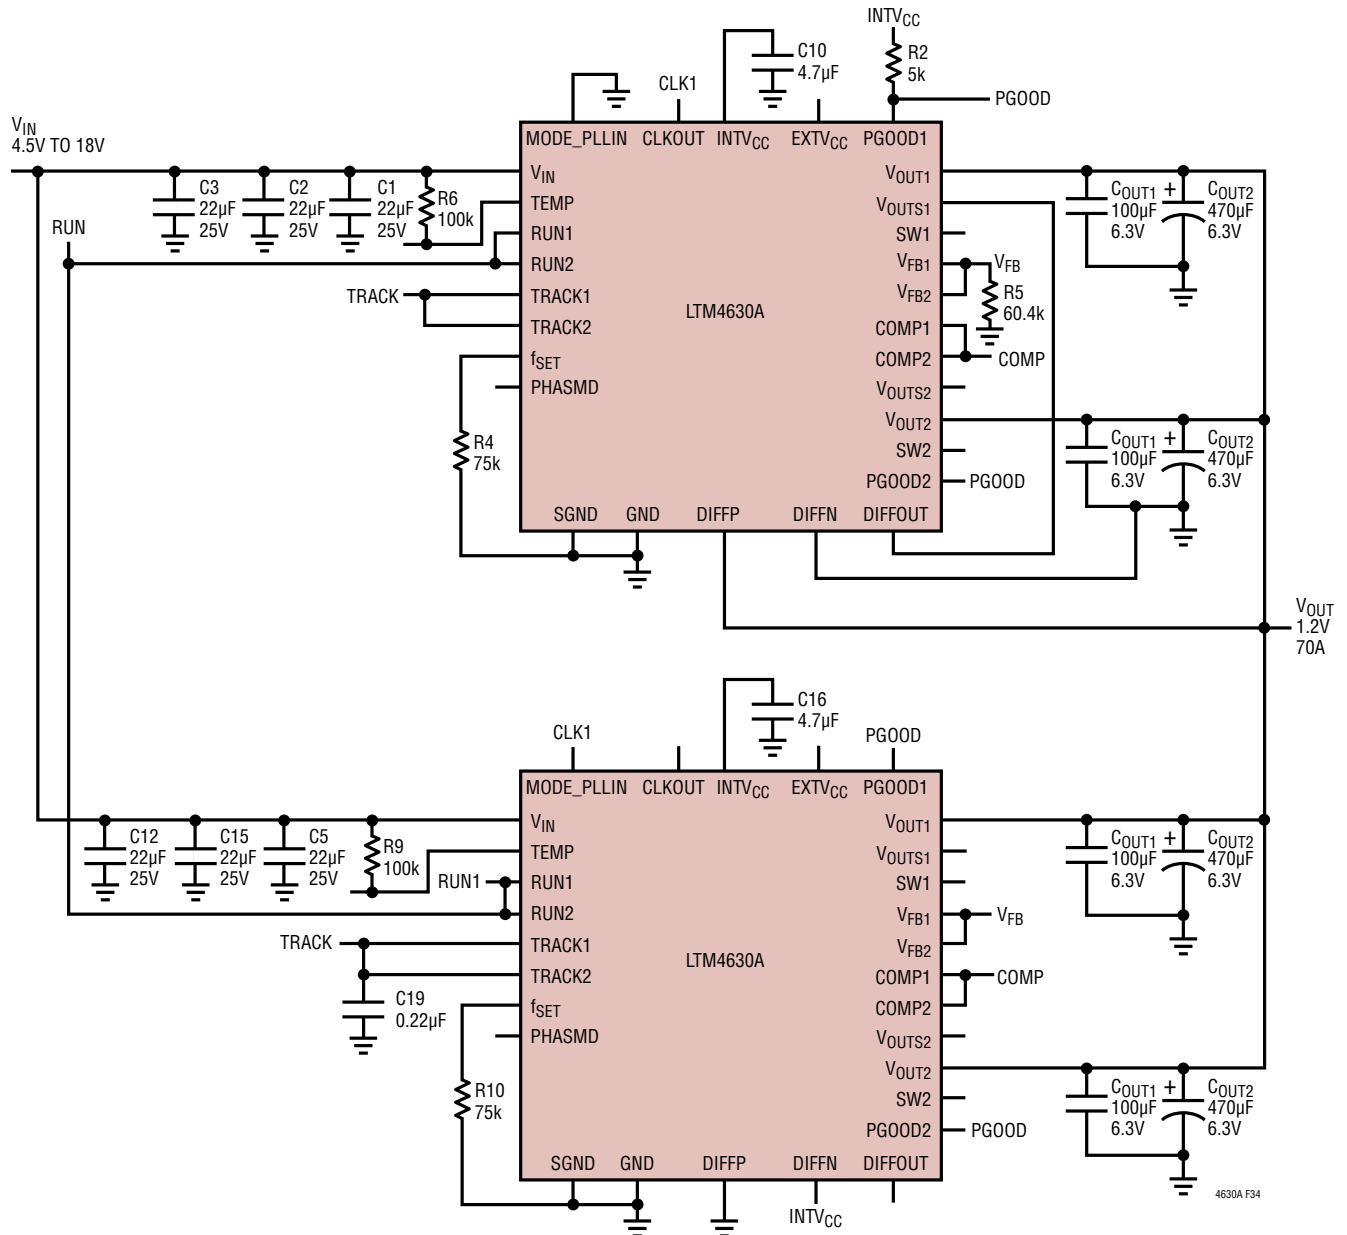 INTVCC
R2
5k
PGOOD
C10
4.7µF
CLK1
VIN
4.5V TO 18V
MODE_PLLIN
CLKOUT
INTVCC
EXTVCC
PGOOD1
C3
22µF
25V
C2
22µF
25V
C1
22µF
25V
R6
100k
RUN
TRACK
VIN
TEMP
RUN1
RUN2
TRACK1
TRACK2
fSET
PHASMD
R4
75k
LTM4630A
VOUT1
VOUTS1
SW1
VFB1
VFB2
COMP1
COMP2
VOUTS2
VOUT2
SW2
PGOOD2
VFB
R5
60.4k
COMP
PGOOD
COUT1
100µF
6.3V
+
COUT2
470µF
6.3V
COUT1
100µF
6.3V
+
COUT2
470µF
6.3V
SGND
GND
DIFFP
DIFFN
DIFFOUT
VOUT
1.2V
70A
C16
4.7µF
CLK1
PGOOD
MODE_PLLIN
CLKOUT
INTVCC
EXTVCC
PGOOD1
C12
22µF
25V
C15
22µF
25V
C5
22µF
25V
R9
100k
RUN1
TRACK
C19
0.22µF
VIN
TEMP
RUN1
RUN2
TRACK1
TRACK2
fSET
PHASMD
R10
75k
LTM4630A
VOUT1
VOUTS1
SW1
VFB1
VFB2
COMP1
COMP2
VOUTS2
VOUT2
SW2
PGOOD2
VFB
COMP
PGOOD
COUT1
100µF
6.3V
+
COUT2
470µF
6.3V
COUT1
100µF
6.3V
+
COUT2
470µF
6.3V
SGND
GND
DIFFP
DIFFN
DIFFOUT
INTVCC
4630A F34